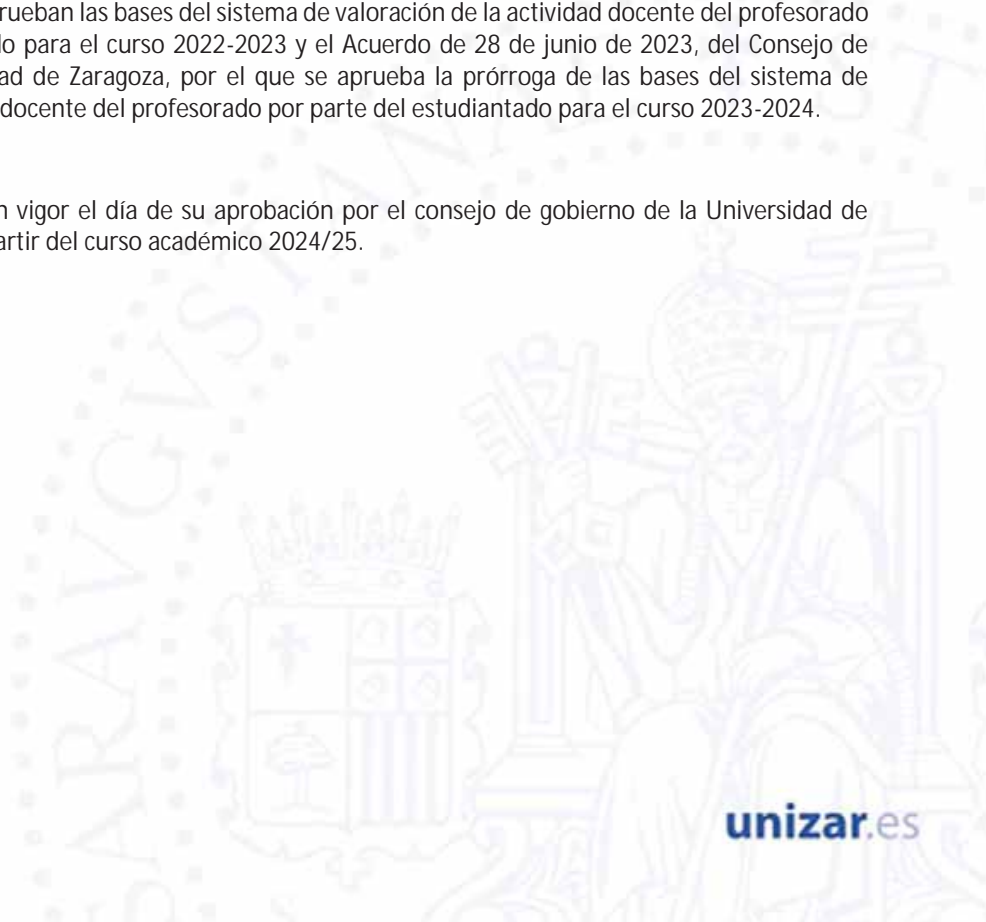 rueban las bases del sistema de valoración de la actividad docente del profesorado
do para el curso 2022-2023 y el Acuerdo de 28 de junio de 2023, del Consejo de
ad de Zaragoza, por el que se aprueba la prórroga de las bases del sistema de
docente del profesorado por parte del estudiantado para el curso 2023-2024.
n vigor el día de su aprobación por el consejo de gobierno de la Universidad de
artir del curso académico 2024/25.
unizar.es